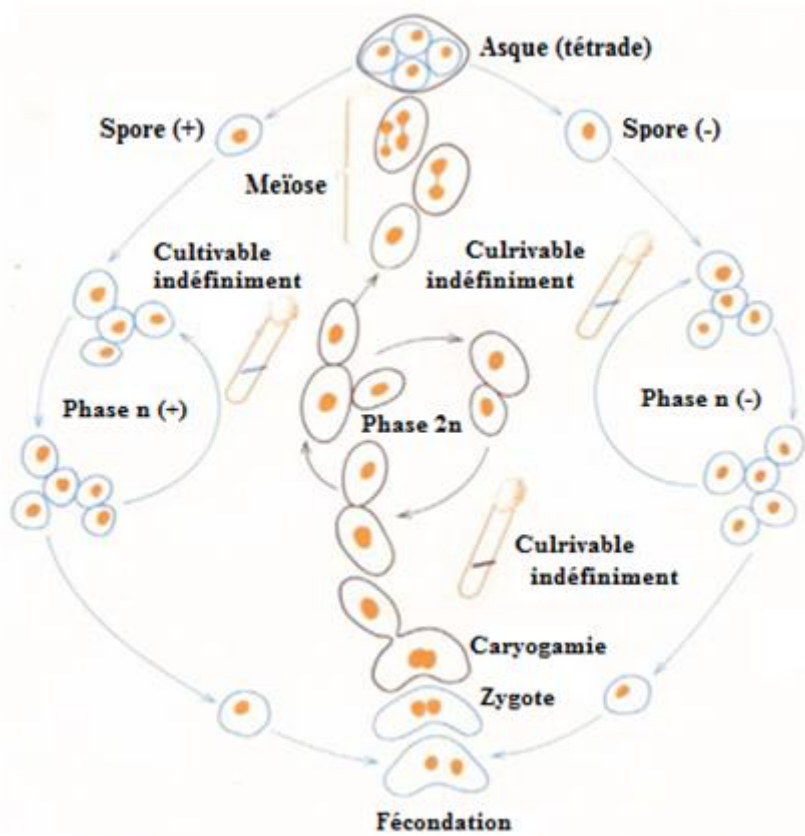 Asque (tétrade)
Spore (+)
Spore (-)
Meïose
Cultivable
indéfiniment
Culrivable
indéfiniment
Phase n (+)
Phase 2n
Phase n (-)
Culrivable
indéfiniment
Caryogamie
Zygote
Fécondation